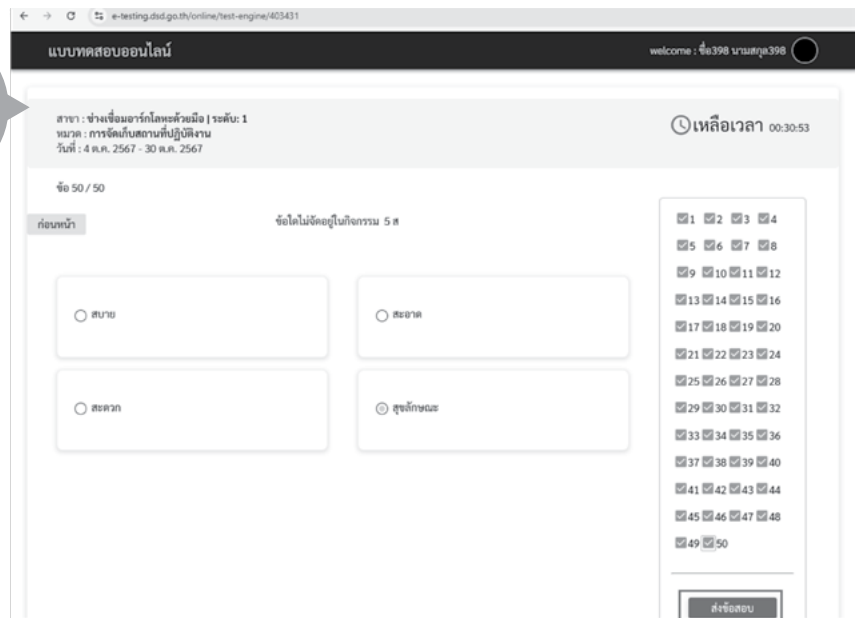 e-testing.dsd.go.th/online/test-engine/403431
แบบทดสอบออนไลน์
welcome : ชื่อ398 นามสกุล398
สาขา : ช่างเชื่อมอาร์กโลหะด้วยมือ | ระดับ: 1
หมวด : การจัดเก็บสถานที่ปฏิบัติงาน
วันที่ : 4 ต.ค. 2567 - 30 ต.ค. 2567
เหลือเวลา 00:30:53
ข้อ 50 / 50
ก่อนหน้า
ข้อใดไม่จัดอยู่ในกิจกรรม 5 ส
สบาย
สะอาด
สะดวก
สุขลักษณะ
1 2 3 4
5 6 7 8
9 10 11 12
13 14 15 16
17 18 19 20
21 22 23 24
25 26 27 28
29 30 31 32
33 34 35 36
37 38 39 40
41 42 43 44
45 46 47 48
49 50
ส่งข้อสอบ